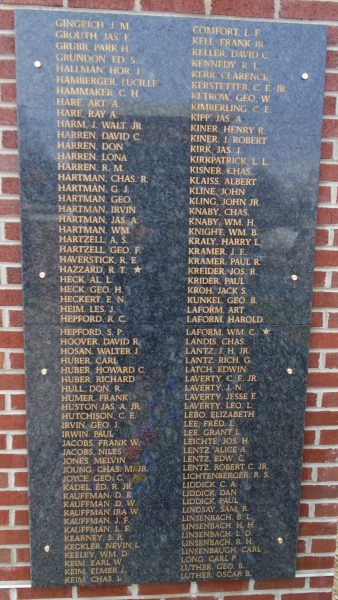 GINGRICH J. M.
GROUTH, JAS. E.
GRUBB, PARK H.
GRUNDON ED S.
HALLMAN, HOR. J.
HAMBERGER, LUCILLE
HAMMAKER C. H.
HARE, ART. A.
HARE, RAY A.
HARM, J. WALT. JR.
HARREN, DAVID C.
HARREN, DON
HARREN, LONA
HARREN, R. M.
HARTMAN, CHAS. R.
HARTMAN, G. J.
HARTMAN, GEO.
HARTMAN, IRVIN
HARTMAN, JAS. A.
HARTMAN, WM.
HARTZELL, A. S.
HARTZELL, GEO. F.
HAVERSTICK, R. E.
HAZZARD, R. T. ★
HECK, AL. L.
HECK, GEO. H.
HECKERT, E. N.
HEIM, LES. J.
HEPFORD, R. C.
HEPFORD, S. P.
HOOVER, DAVID R.
HOSAN, WALTER J.
HUBER, CARL
HUBER, HOWARD C.
HUBER, RICHARD
HULL, DON. R.
HUMER, FRANK
HUSTON JAS. A. JR.
HUTCHISON, C. E.
IRVIN, GEO. J.
IRWIN, PAUL
JACOBS, FRANK W.
JACOBS, NILES
JONES, MELVIN
JOUNG, CHAS. M. JR.
JOYCE, GEO. C.
KADEL, ED. R. JR.
KAUFFMAN, D. E.
KAUFFMAN, D. W.
KAUFFMAN IRA W.
KAUFFMAN, J. F.
KAUFFMAN, L. E.
KEARNEY, S. R.
KECKLER, NEVIN L.
KEELEY, WM. D.
KEIM, EARL W.
KEIM, ELMER J.
KEIM, CHAS. L.
COMFORT, L. F.
KELL, FRANK JR.
KELLER, DAVID C.
KENNEDY, R. L.
KERR, CLARENCE
KERSTETTER, C. E. JR.
KETROW, GEO. W.
KIMBERLING, C. E.
KIPP, JAS. A.
KINER, HENRY R.
KINER, J. ROBERT
KIRK, JAS. J.
KIRKPATRICK, L. L.
KISNER, CHAS.
KLAISS, ALBERT
KLINE, JOHN
KLING, JOHN JR.
KNABY, CHAS.
KNABY, WM. H.
KNIGHT, WM. B.
KRALY, HARRY L.
KRAMER, J. F.
KRAMER, PAUL R.
KREIDER, JOS. R.
KRIDER, PAUL
KROH, JACK S.
KUNKEL, GEO. B.
LAFORM, ART
LAFORM, HAROLD
LAFORM, WM. C. ★
LANDIS, CHAS.
LANTZ, J. H. JR.
LANTZ, RICH. G.
LATCH, EDWIN
LAVERTY, C. E. JR.
LAVERTY, J. N.
LAVERTY, JESSE E.
LAVERTY, LEO. L.
LEBO, ELIZABETH
LEE, FRED. E.
LEE, GRANT I.
LEICHTE, JOS. H.
LENTZ, ALICE A.
LENTZ, EDW. C.
LENTZ, ROBERT C. JR.
LICHTENBERGER, R. S.
LIDDICK, C. A.
LIDDICK, DAN
LIDDICK, PAUL
LINDSAY, SAM. R.
LINSENBACH, B. L.
LINSENBACH, H. H.
LINSENBACH, L. D.
LINSENBACH, R. H.
LINSENBAUGH, CARL
LONG, CARL P.
LUTHER, GEO. B.
LUTHER, OSCAR B.